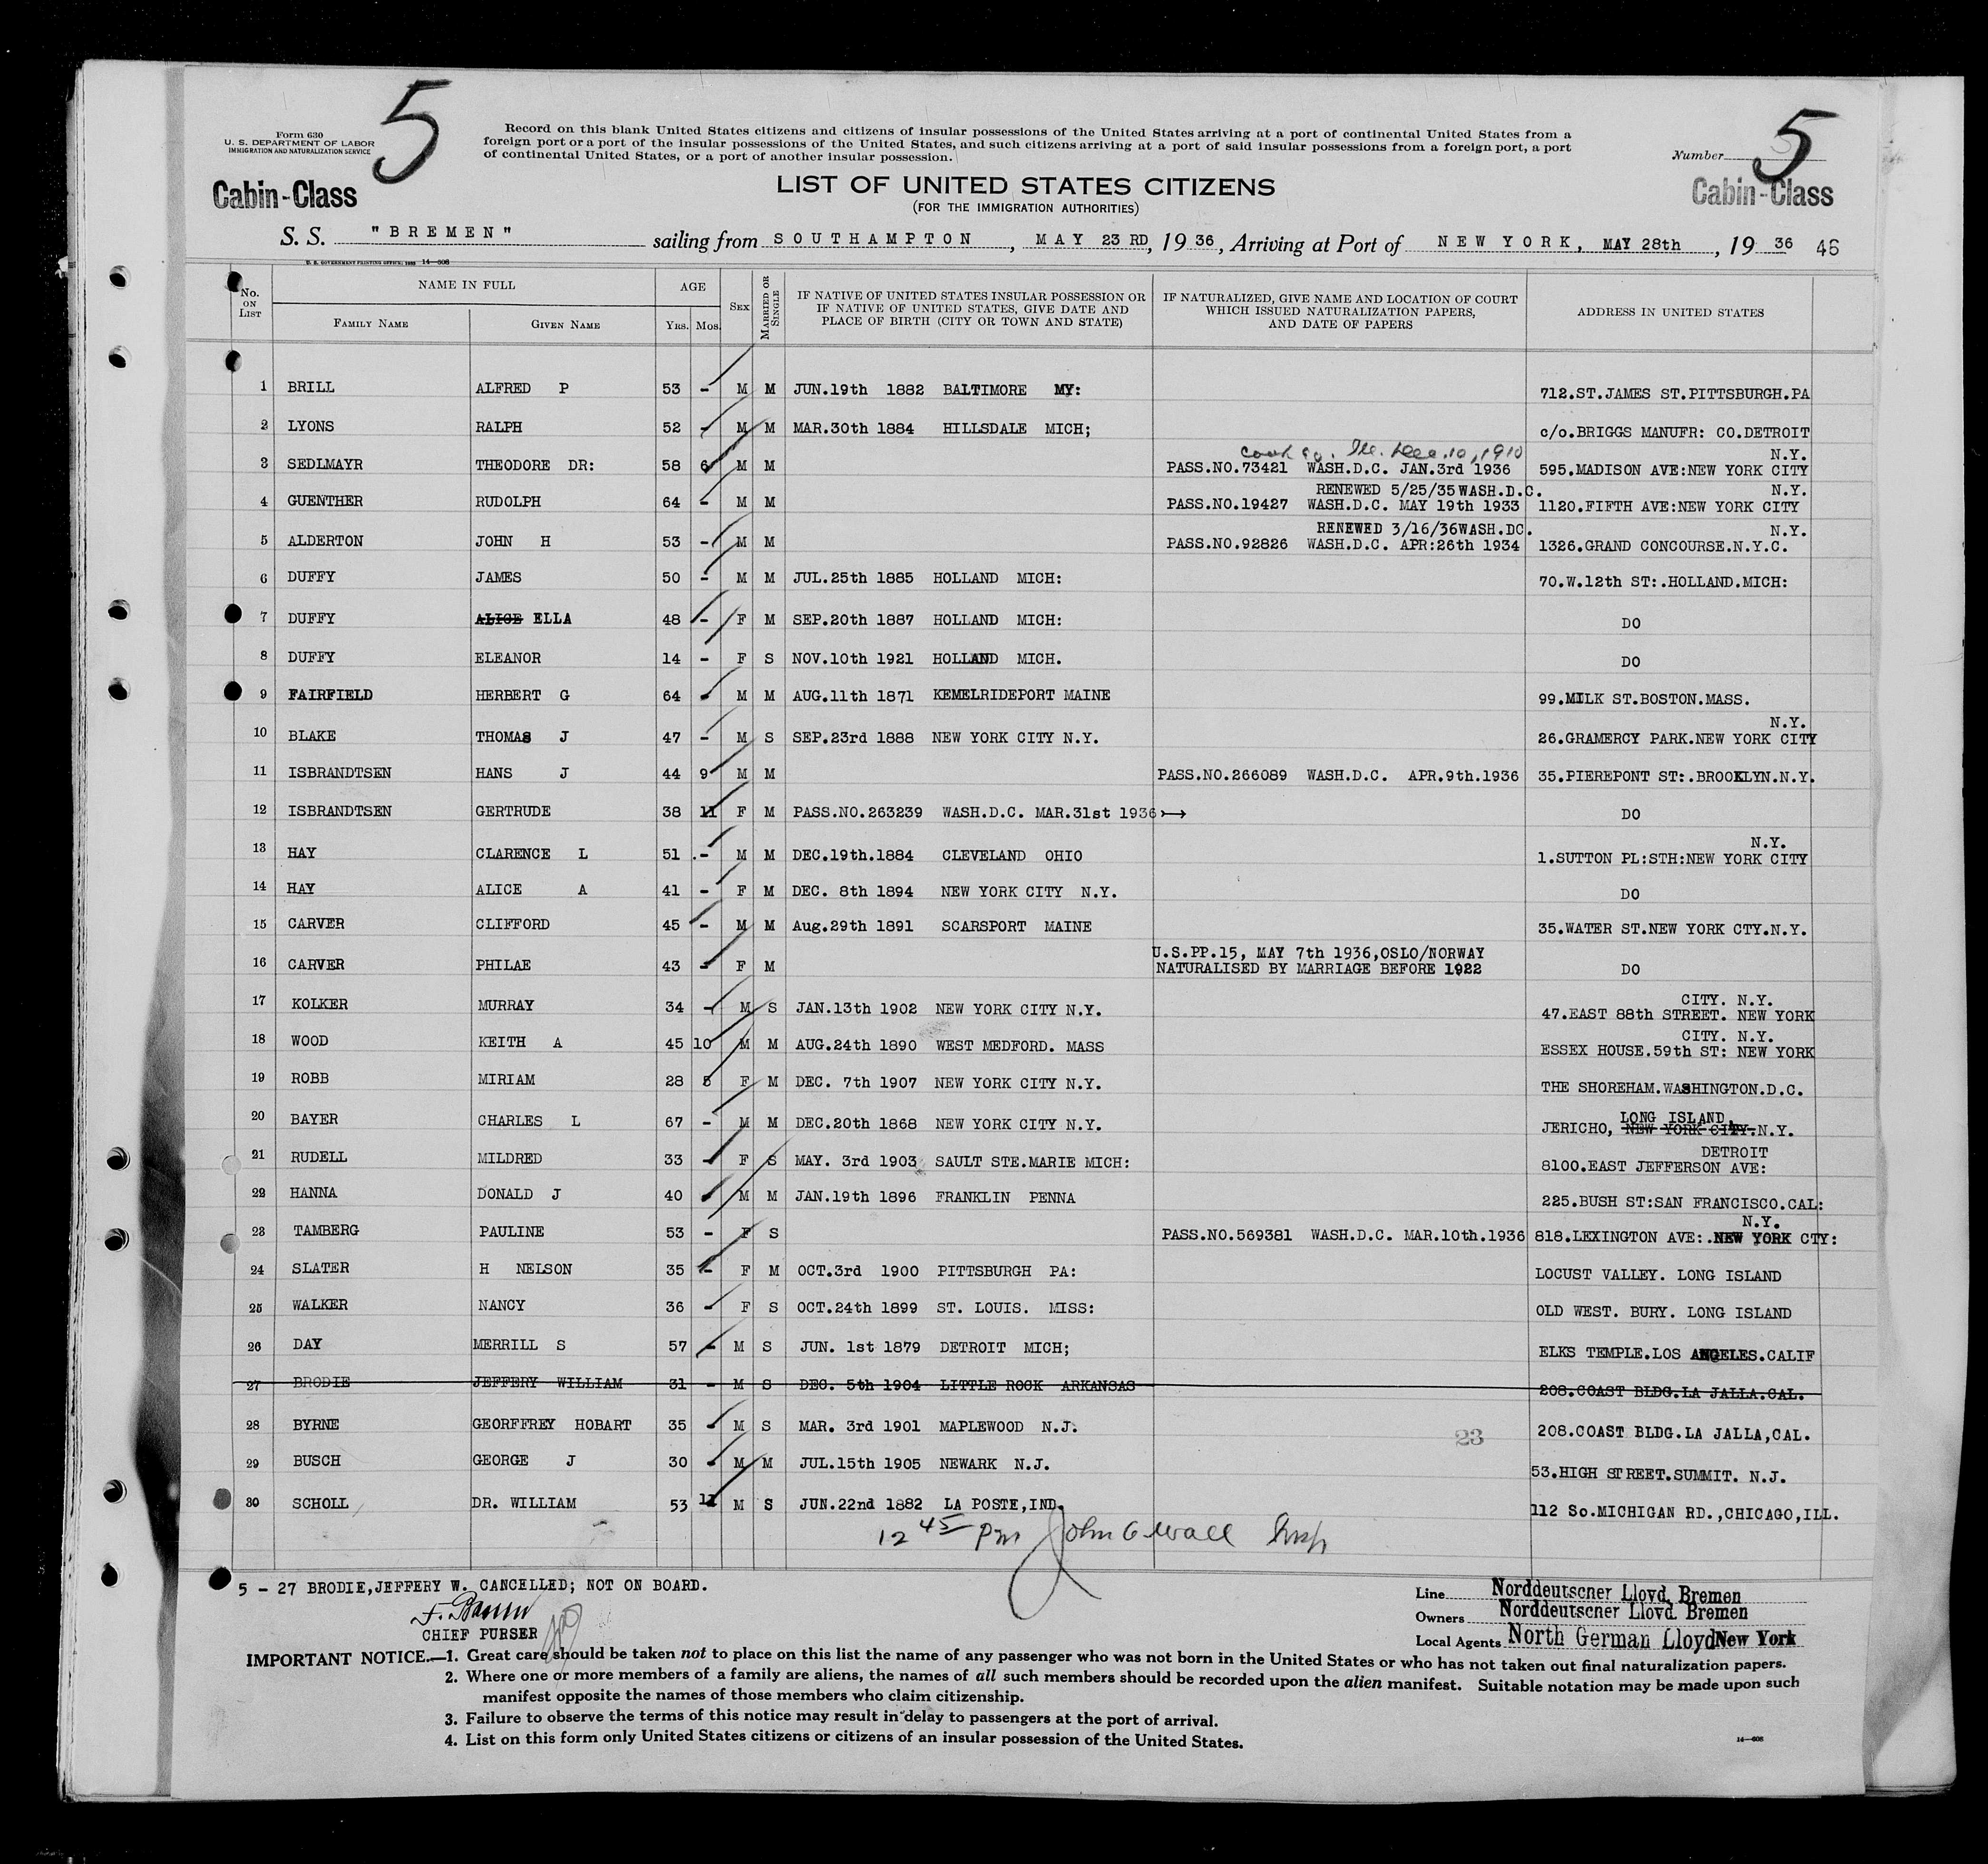 5
5
Form 630
U. S. DEPARTMENT OF LABOR
IMMIGRATION AND NATURALIZATION SERVICE
Record on this blank United States citizens and citizens of insular possessions of the United States arriving at a port of continental United States from a
foreign port or a port of the insular possessions of the United States, and such citizens arriving at a port of said insular possessions from a foreign port, a port
of continental United States, or a port of another insular possession.
Number
Cabin-Class
LIST OF UNITED STATES CITIZENS
Cabin-Class
(FOR THE IMMIGRATION AUTHORITIES)
S. S. "BREMEN" sailing from SOUTHAMPTON, MAY 23RD, 1936, Arriving at Port of NEW YORK, MAY 28th, 1936 46
U. S. GOVERNMENT PRINTING OFFICE: 14—608
No. ON LIST
NAME IN FULL
FAMILY NAME GIVEN NAME
AGE
YRS. MOS.
SEX
MARRIED OR SINGLE
IF NATIVE OF UNITED STATES INSULAR POSSESSION OR
IF NATIVE OF UNITED STATES, GIVE DATE AND
PLACE OF BIRTH (CITY OR TOWN AND STATE)
IF NATURALIZED, GIVE NAME AND LOCATION OF COURT
WHICH ISSUED NATURALIZATION PAPERS,
AND DATE OF PAPERS
ADDRESS IN UNITED STATES
1 BRILL ALFRED P 53 - M M JUN.19th 1882 BALTIMORE MY: 712.ST.JAMES ST.PITTSBURGH.PA
2 LYONS RALPH 52 - M M MAR.30th 1884 HILLSDALE MICH; c/o.BRIGGS MANUFR: CO.DETROIT
Cook Co. Ill. Dec. 10, 1910 N.Y.
3 SEDLMAYR THEODORE DR: 58 6 M M PASS.NO.73421 WASH.D.C. JAN.3rd 1936 595.MADISON AVE:NEW YORK CITY
RENEWED 5/25/35 WASH.D.C. N.Y.
4 GUENTHER RUDOLPH 64 - M M PASS.NO.19427 WASH.D.C. MAY 19th 1933 1120.FIFTH AVE:NEW YORK CITY
RENEWED 3/16/36WASH.DC. N.Y.
5 ALDERTON JOHN H 53 - M M PASS.NO.92826 WASH.D.C. APR:26th 1934 1326.GRAND CONCOURSE.N.Y.C.
6 DUFFY JAMES 50 - M M JUL.25th 1885 HOLLAND MICH: 70.W.12th ST:.HOLLAND.MICH:
7 DUFFY ALICE ELLA 48 - F M SEP.20th 1887 HOLLAND MICH: DO
8 DUFFY ELEANOR 14 - F S NOV.10th 1921 HOLLAND MICH. DO
9 FAIRFIELD HERBERT G 64 - M M AUG.11th 1871 KEMELRIDEPORT MAINE 99.MILK ST.BOSTON.MASS.
N.Y.
10 BLAKE THOMAS J 47 - M S SEP.23rd 1888 NEW YORK CITY N.Y. 26.GRAMERCY PARK.NEW YORK CITY
11 ISBRANDTSEN HANS J 44 9 M M PASS.NO.266089 WASH.D.C. APR.9th.1936 35.PIEREPONT ST:.BROOKLYN.N.Y.
12 ISBRANDTSEN GERTRUDE 38 11 F M PASS.NO.263239 WASH.D.C. MAR.31st 1936 → DO
N.Y.
13 HAY CLARENCE L 51 - M M DEC.19th.1884 CLEVELAND OHIO 1.SUTTON PL:STH:NEW YORK CITY
14 HAY ALICE A 41 - F M DEC. 8th 1894 NEW YORK CITY N.Y. DO
15 CARVER CLIFFORD 45 - M M Aug.29th 1891 SCARSPORT MAINE 35.WATER ST.NEW YORK CTY.N.Y.
U.S.PP.15, MAY 7th 1936,OSLO/NORWAY
16 CARVER PHILAE 43 - F M NATURALISED BY MARRIAGE BEFORE 1922 DO
CITY. N.Y.
17 KOLKER MURRAY 34 - M S JAN.13th 1902 NEW YORK CITY N.Y. 47.EAST 88th STREET. NEW YORK
CITY. N.Y.
18 WOOD KEITH A 45 10 M M AUG.24th 1890 WEST MEDFORD. MASS ESSEX HOUSE.59th ST: NEW YORK
19 ROBB MIRIAM 28 5 F M DEC. 7th 1907 NEW YORK CITY N.Y. THE SHOREHAM.WASHINGTON.D.C.
LONG ISLAND
20 BAYER CHARLES L 67 - M M DEC.20th 1868 NEW YORK CITY N.Y. JERICHO, NEW YORK CITY.N.Y.
DETROIT
21 RUDELL MILDRED 33 - F S MAY. 3rd 1903 SAULT STE.MARIE MICH: 8100.EAST JEFFERSON AVE:
22 HANNA DONALD J 40 - M M JAN.19th 1896 FRANKLIN PENNA 225.BUSH ST:SAN FRANCISCO.CAL:
N.Y.
23 TAMBERG PAULINE 53 - F S PASS.NO.569381 WASH.D.C. MAR.10th.1936 818.LEXINGTON AVE:.NEW YORK CTY:
24 SLATER H NELSON 35 - F M OCT.3rd 1900 PITTSBURGH PA: LOCUST VALLEY. LONG ISLAND
25 WALKER NANCY 36 - F S OCT.24th 1899 ST. LOUIS. MISS: OLD WEST. BURY. LONG ISLAND
26 DAY MERRILL S 57 - M S JUN. 1st 1879 DETROIT MICH; ELKS TEMPLE.LOS ANGELES.CALIF
27 BRODIE JEFFERY WILLIAM 31 - M S DEC. 5th 1904 LITTLE ROCK ARKANSAS 208.COAST BLDG.LA JALLA.CAL.
28 BYRNE GEORFFREY HOBART 35 - M S MAR. 3rd 1901 MAPLEWOOD N.J. 208.COAST BLDG.LA JALLA,CAL.
23
29 BUSCH GEORGE J 30 - M M JUL.15th 1905 NEWARK N.J. 53.HIGH STREET.SUMMIT. N.J.
30 SCHOLL DR. WILLIAM 53 11 M S JUN.22nd 1882 LA POSTE,IND. 112 So.MICHIGAN RD.,CHICAGO,ILL.
12 45 pm John G Wall Insp
5 - 27 BRODIE,JEFFERY W. CANCELLED; NOT ON BOARD.
CHIEF PURSER
Line Norddeutscher Lloyd Bremen
Owners Norddeutscher Lloyd Bremen
Local Agents North German Lloyd New York
IMPORTANT NOTICE.—1. Great care should be taken not to place on this list the name of any passenger who was not born in the United States or who has not taken out final naturalization papers.
2. Where one or more members of a family are aliens, the names of all such members should be recorded upon the alien manifest. Suitable notation may be made upon such
manifest opposite the names of those members who claim citizenship.
3. Failure to observe the terms of this notice may result in delay to passengers at the port of arrival.
4. List on this form only United States citizens or citizens of an insular possession of the United States.
14—608